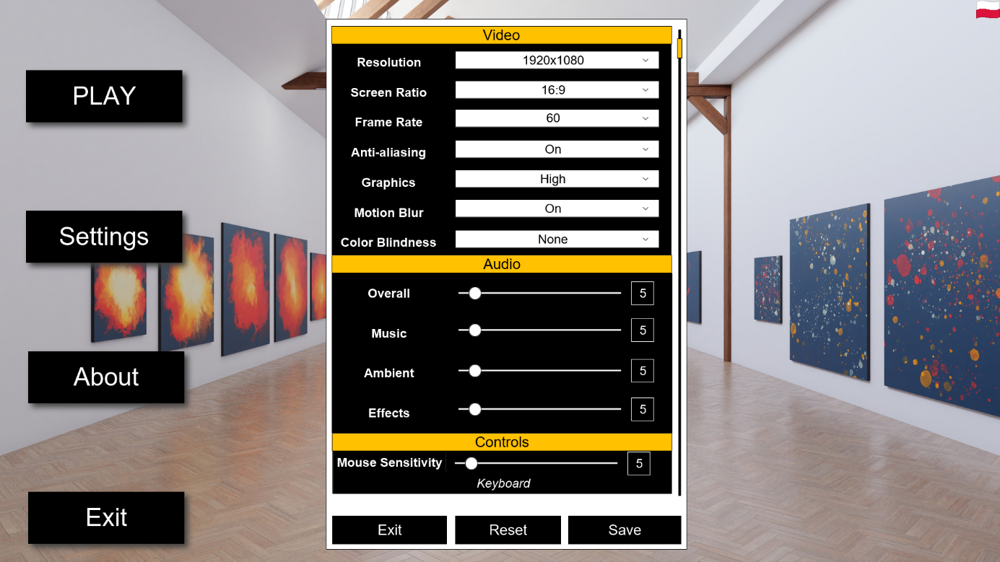 PLAY
Settings
About
Exit
Video
Resolution 1920x1080
Screen Ratio 16:9
Frame Rate 60
Anti-aliasing On
Graphics High
Motion Blur On
Color Blindness None
Audio
Overall 5
Music 5
Ambient 5
Effects 5
Controls
Mouse Sensitivity 5
Keyboard
Exit Reset Save